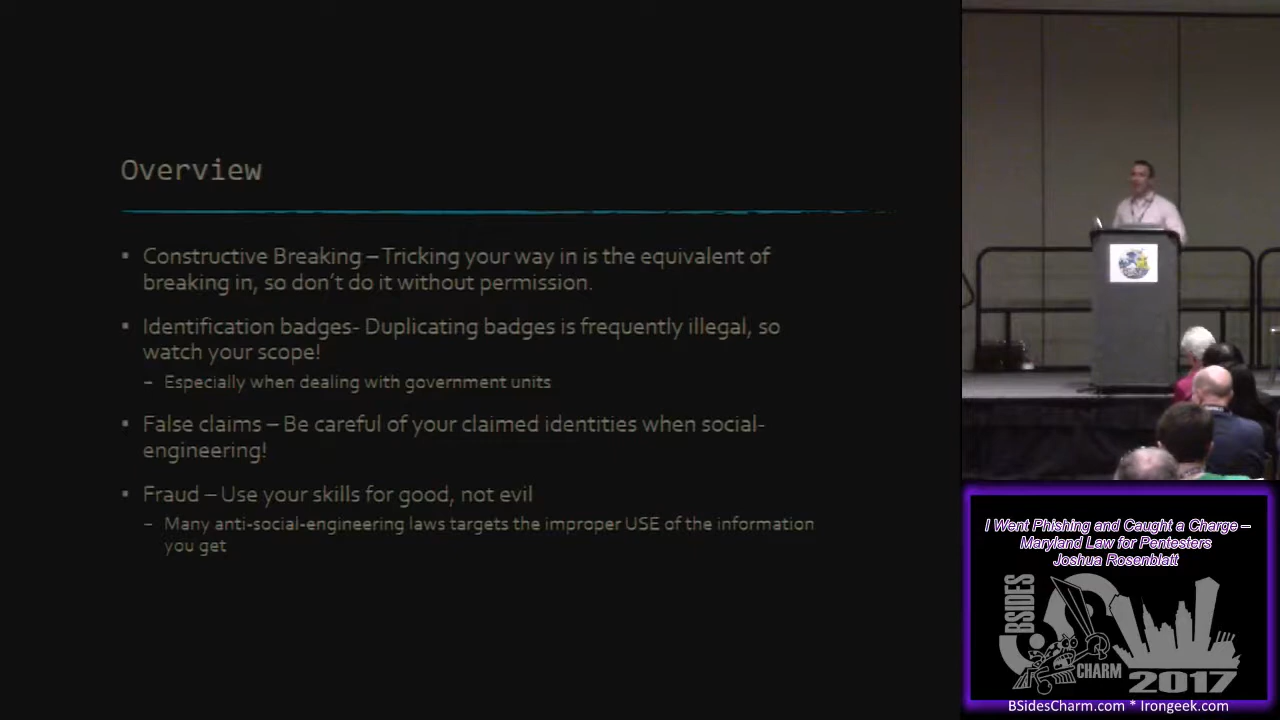 Overview
▪ Constructive Breaking – Tricking your way in is the equivalent of
breaking in, so don't do it without permission.
▪ Identification badges- Duplicating badges is frequently illegal, so
watch your scope!
– Especially when dealing with government units
▪ False claims – Be careful of your claimed identities when social-
engineering!
▪ Fraud – Use your skills for good, not evil
– Many anti-social-engineering laws targets the improper USE of the information
you get
I Went Phishing and Caught a Charge –
Maryland Law for Pentesters
Joshua Rosenblatt
BSIDES
CHARM
2017
BSidesCharm.com * Irongeek.com